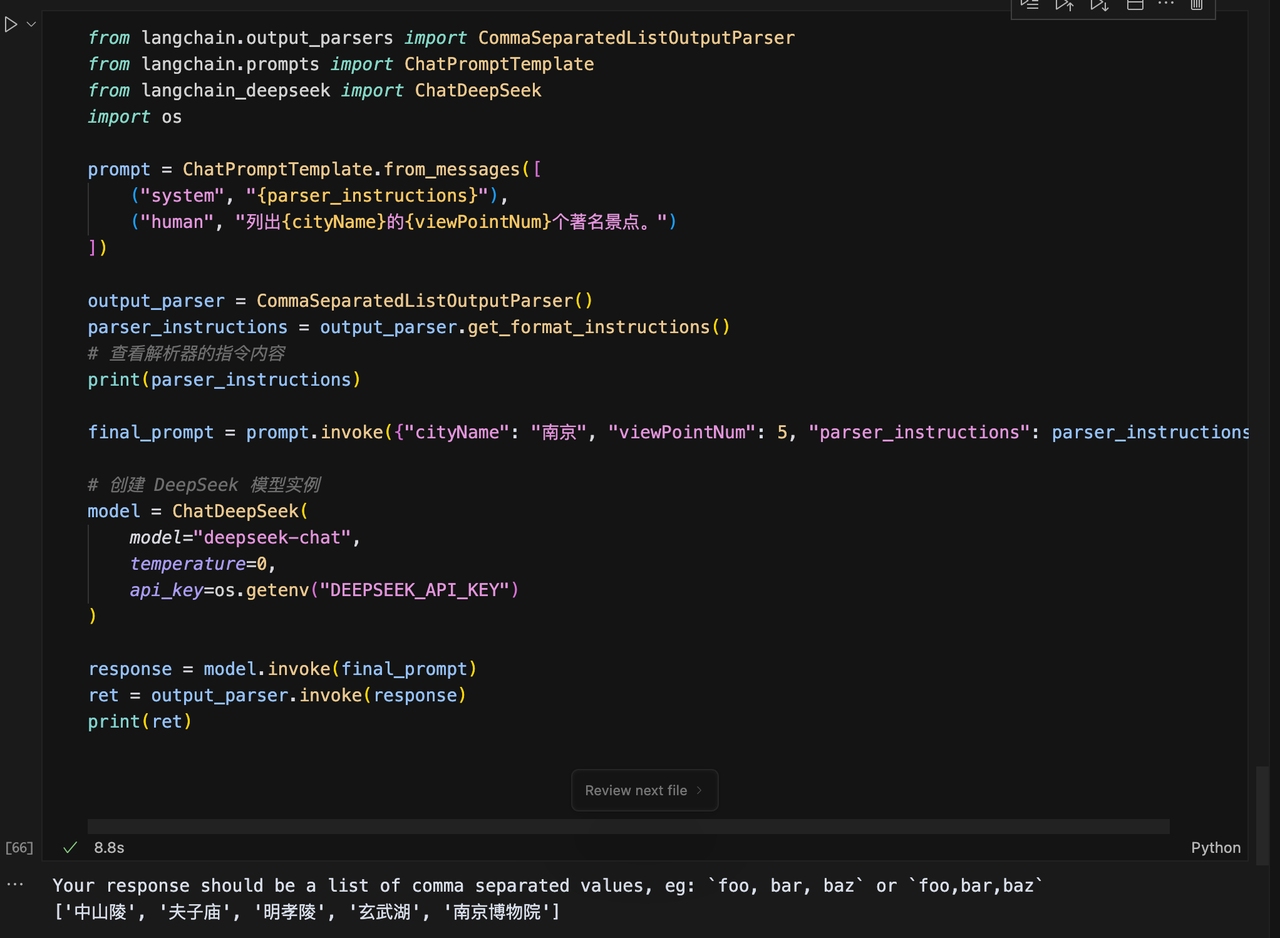 from langchain.output_parsers import CommaSeparatedListOutputParser
from langchain.prompts import ChatPromptTemplate
from langchain_deepseek import ChatDeepSeek
import os

prompt = ChatPromptTemplate.from_messages([
    ("system", "{parser_instructions}"),
    ("human", "列出{cityName}的{viewPointNum}个著名景点。")
])

output_parser = CommaSeparatedListOutputParser()
parser_instructions = output_parser.get_format_instructions()
# 查看解析器的指令内容
print(parser_instructions)

final_prompt = prompt.invoke({"cityName": "南京", "viewPointNum": 5, "parser_instructions": parser_instructions

# 创建 DeepSeek 模型实例
model = ChatDeepSeek(
    model="deepseek-chat",
    temperature=0,
    api_key=os.getenv("DEEPSEEK_API_KEY")
)

response = model.invoke(final_prompt)
ret = output_parser.invoke(response)
print(ret)

Review next file
[66] 8.8s Python
Your response should be a list of comma separated values, eg: `foo, bar, baz` or `foo,bar,baz`
['中山陵', '夫子庙', '明孝陵', '玄武湖', '南京博物院']